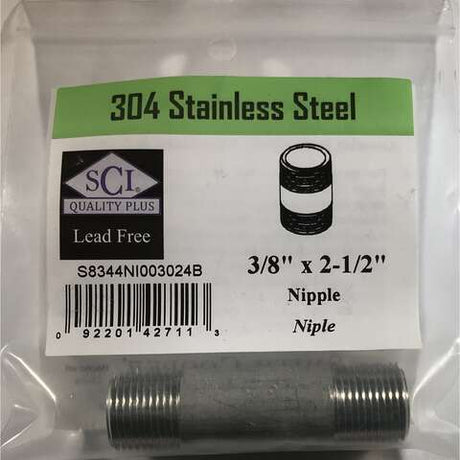 304 Stainless Steel
SCI®
QUALITY PLUS
Lead Free
S8344NI003024B
0 92201 42711 3
3/8" x 2-1/2"
Nipple
Niple